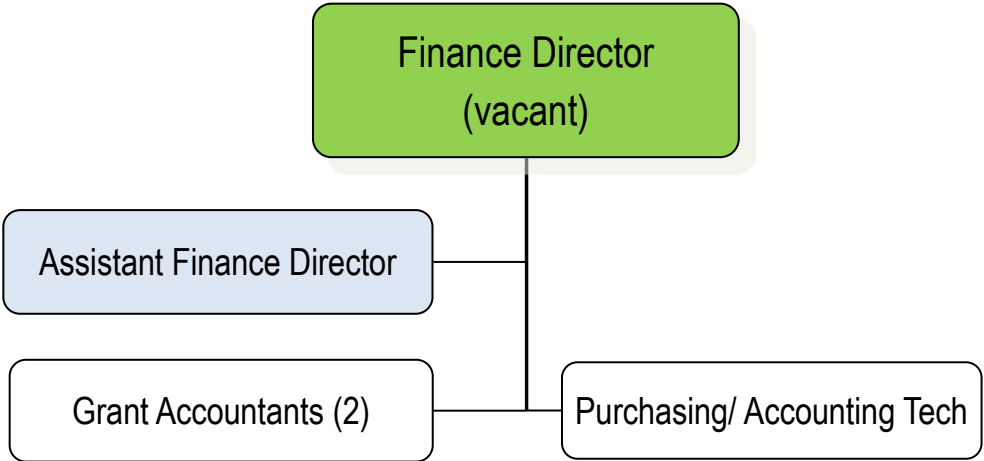 Finance Director
(vacant)
Assistant Finance Director
Grant Accountants (2)
Purchasing/ Accounting Tech